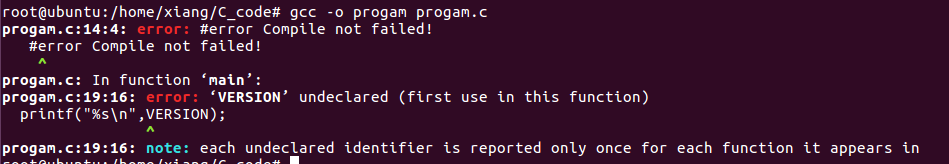 root@ubuntu:/home/xiang/C_code# gcc -o progam progam.c
progam.c:14:4: error: #error Compile not failed!
#error Compile not failed!
^
progam.c: In function ‘main’:
progam.c:19:16: error: ‘VERSION’ undeclared (first use in this function)
printf("%s\n",VERSION);
^
progam.c:19:16: note: each undeclared identifier is reported only once for each function it appears in
root@ubuntu:/home/xiang/C_code#